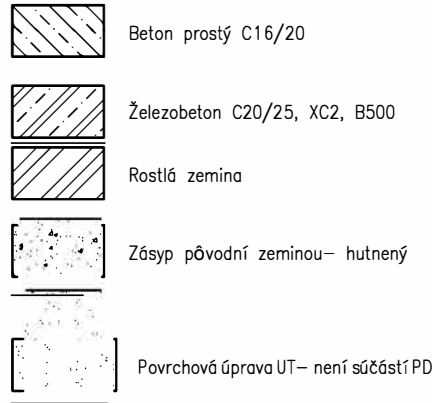 Beton prostý C16/20
Železobeton C20/25, XC2, B500
Rostlá zemina
Zásyp pôvodní zeminou– hutnený
Povrchová úprava UT– není súčástí PD